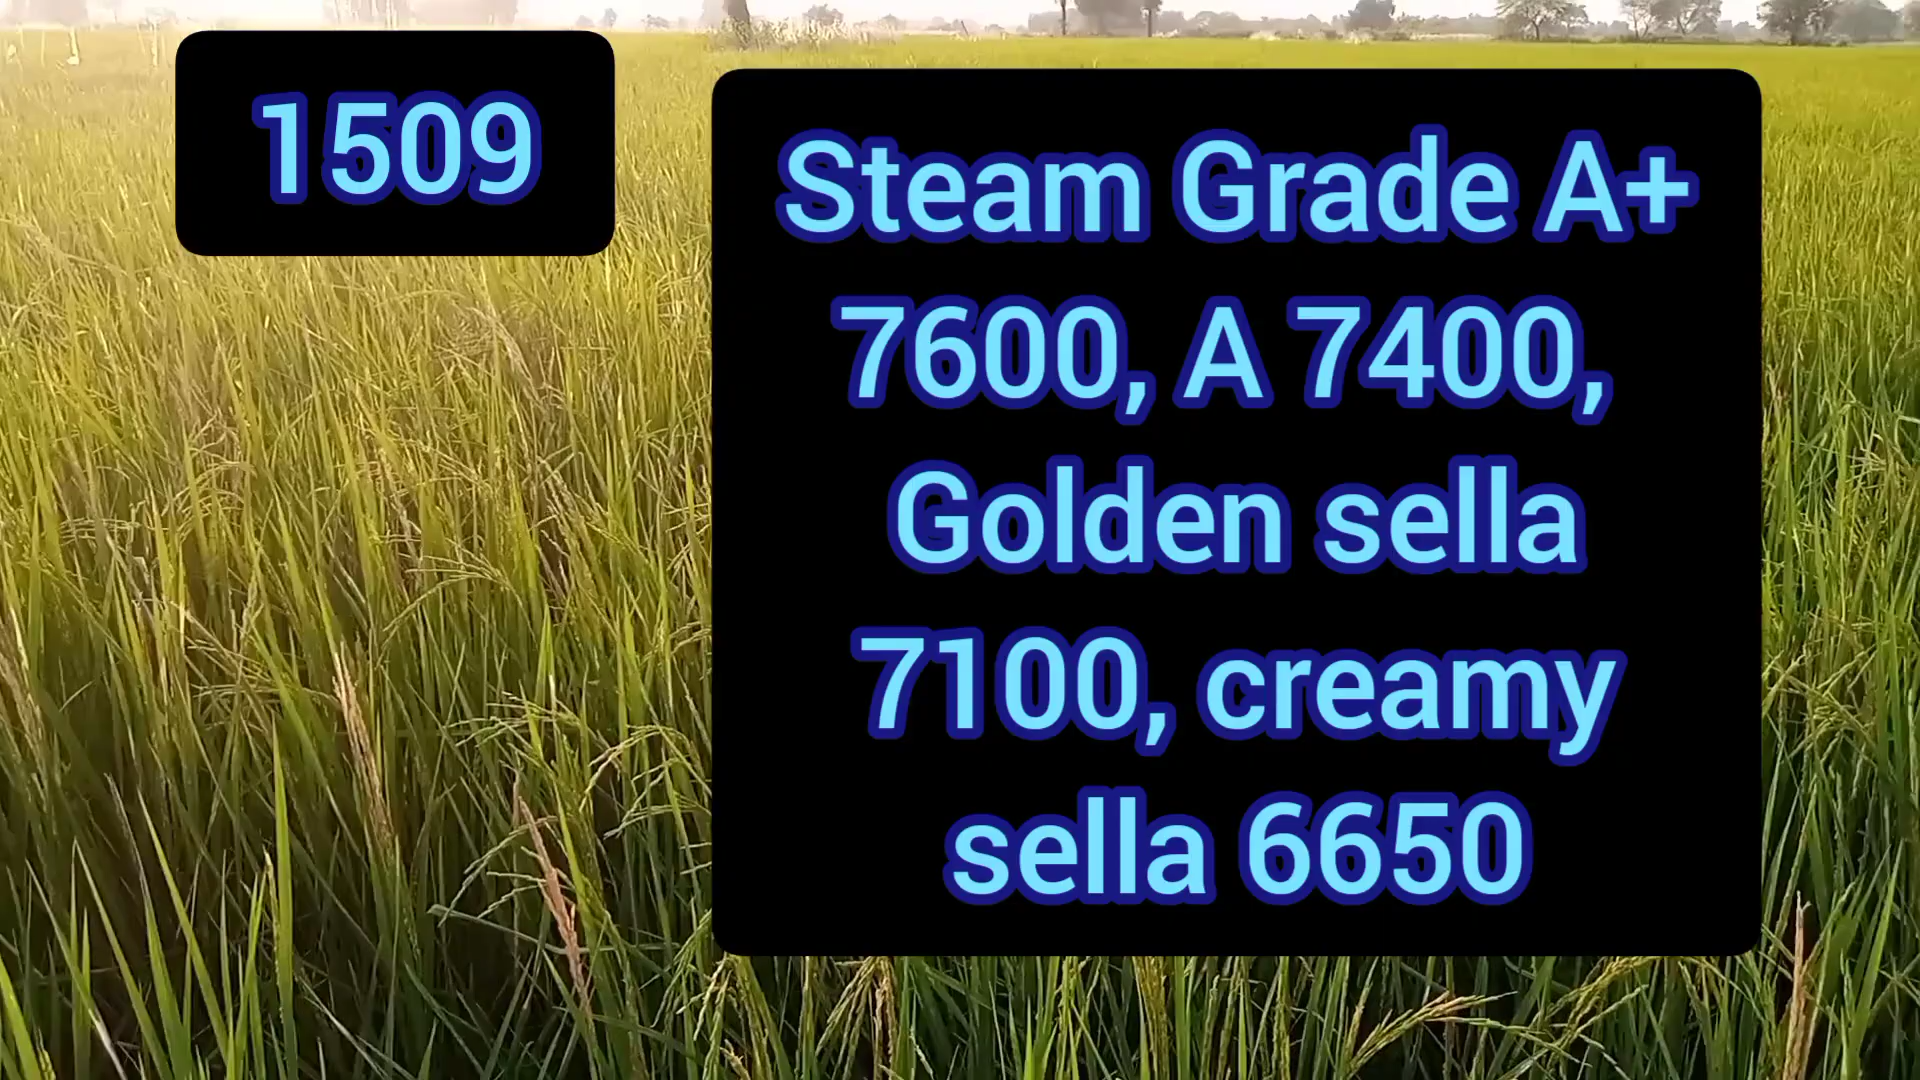 1509
Steam Grade A+
7600, A 7400,
Golden sella
7100, creamy
sella 6650